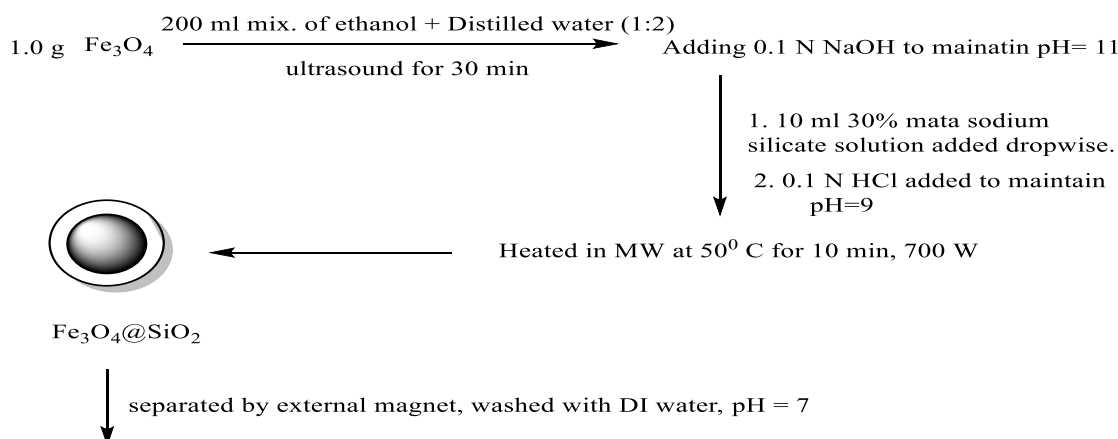 200 ml mix. of ethanol + Distilled water (1:2)
1.0 g Fe₃O₄
ultrasound for 30 min
Adding 0.1 N NaOH to mainatin pH= 11
1. 10 ml 30% mata sodium
silicate solution added dropwise.
2. 0.1 N HCl added to maintain
pH=9
Heated in MW at 50⁰ C for 10 min, 700 W
Fe₃O₄@SiO₂
separated by external magnet, washed with DI water, pH = 7